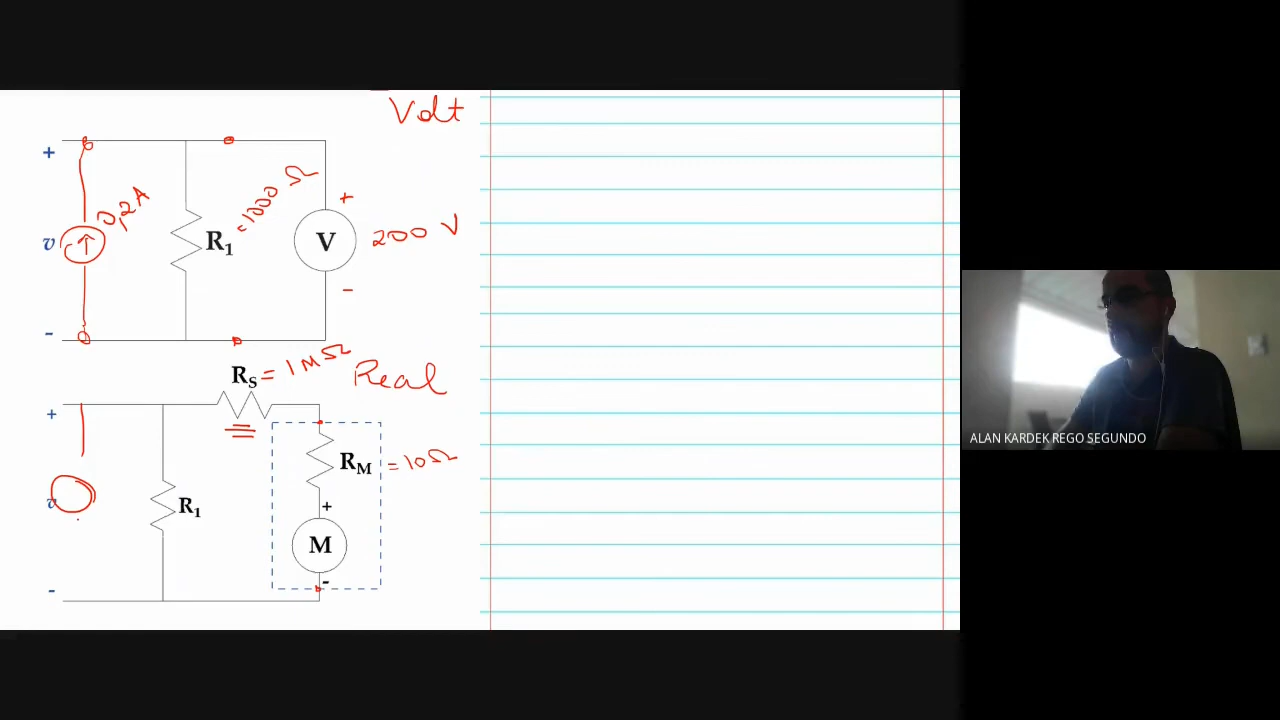 Volt
+
v
-
0,2A
R1
=1000 Ω
+
V
200 V
-
RS = 1MΩ
Real
+
v
-
R1
RM = 10Ω
+
M
-
ALAN KARDEK REGO SEGUNDO